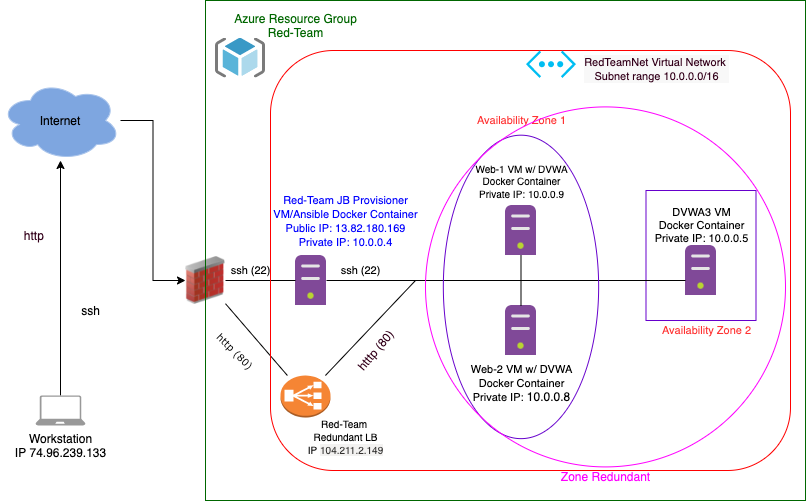 Azure Resource Group
Red-Team
RedTeamNet Virtual Network
Subnet range 10.0.0.0/16
Internet
Availability Zone 1
Web-1 VM w/ DVWA
Docker Container
Private IP: 10.0.0.9
Red-Team JB Provisioner
VM/Ansible Docker Container
Public IP: 13.82.180.169
Private IP: 10.0.0.4
DVWA3 VM
Docker Container
Private IP: 10.0.0.5
http
ssh (22)
ssh (22)
ssh
http (80)
htttp (80)
Availability Zone 2
Web-2 VM w/ DVWA
Docker Container
Private IP: 10.0.0.8
Red-Team
Redundant LB
IP 104.211.2.149
Workstation
IP 74.96.239.133
Zone Redundant